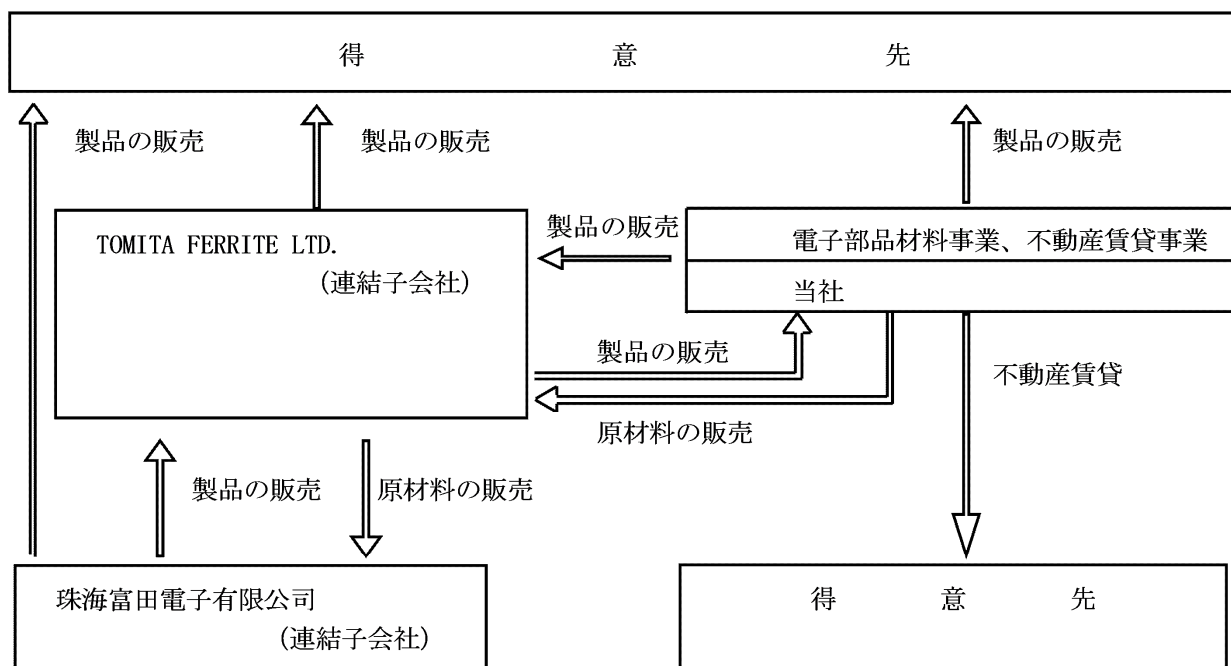 得 意 先
製品の販売
製品の販売
製品の販売
TOMITA FERRITE LTD.
(連結子会社)
製品の販売
電子部品材料事業、不動産賃貸事業
当社
製品の販売
不動産賃貸
原材料の販売
製品の販売
原材料の販売
珠海富田電子有限公司
(連結子会社)
得 意 先